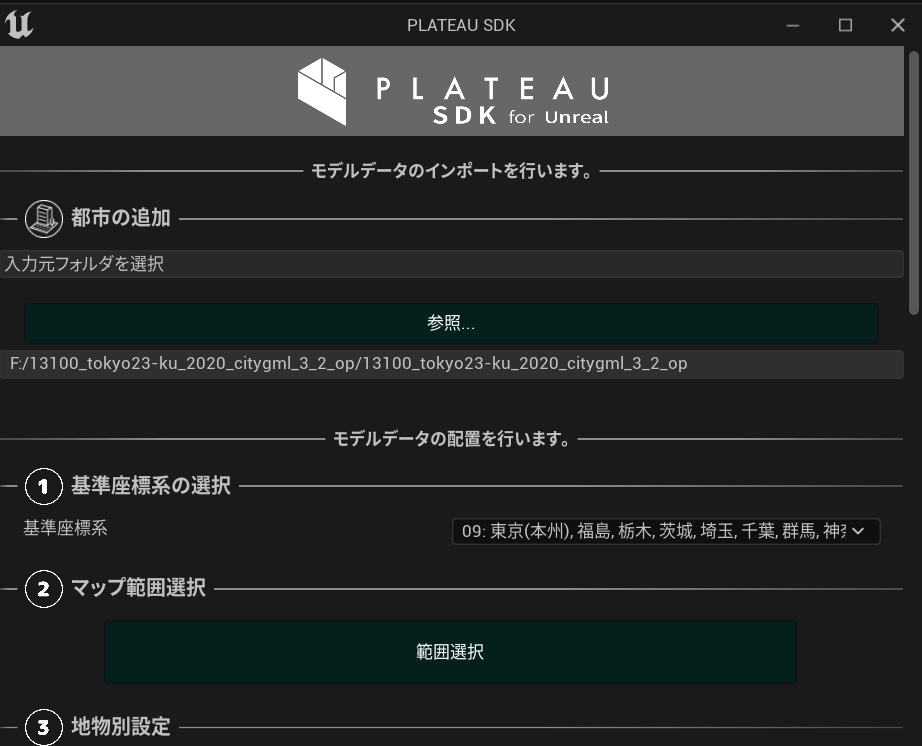 PLATEAU SDK
PLATEAU
SDK for Unreal
モデルデータのインポートを行います。
都市の追加
入力元フォルダを選択
参照...
F:/13100_tokyo23-ku_2020_citygml_3_2_op/13100_tokyo23-ku_2020_citygml_3_2_op
モデルデータの配置を行います。
1 基準座標系の選択
基準座標系 09: 東京(本州), 福島, 栃木, 茨城, 埼玉, 千葉, 群馬, 神
2 マップ範囲選択
範囲選択
3 地物別設定